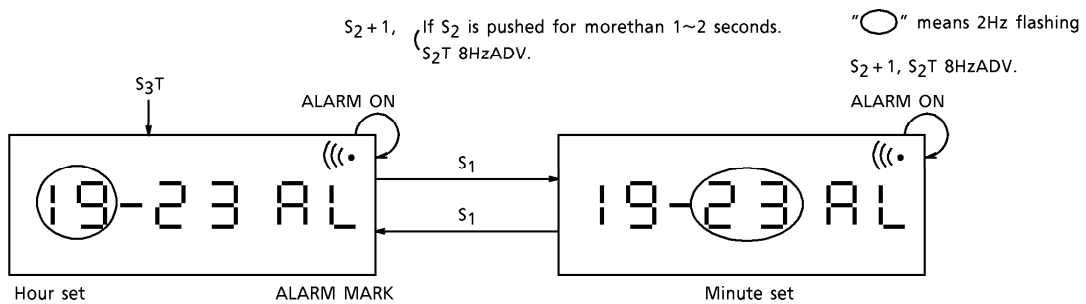 S2+1, (If S2 is pushed for morethan 1~2 seconds.
S2T 8HzADV.
"◯" means 2Hz flashing
S2+1, S2T 8HzADV.
S3T
ALARM ON
ALARM ON
19-23 AL
S1
S1
19-23 AL
Hour set
ALARM MARK
Minute set